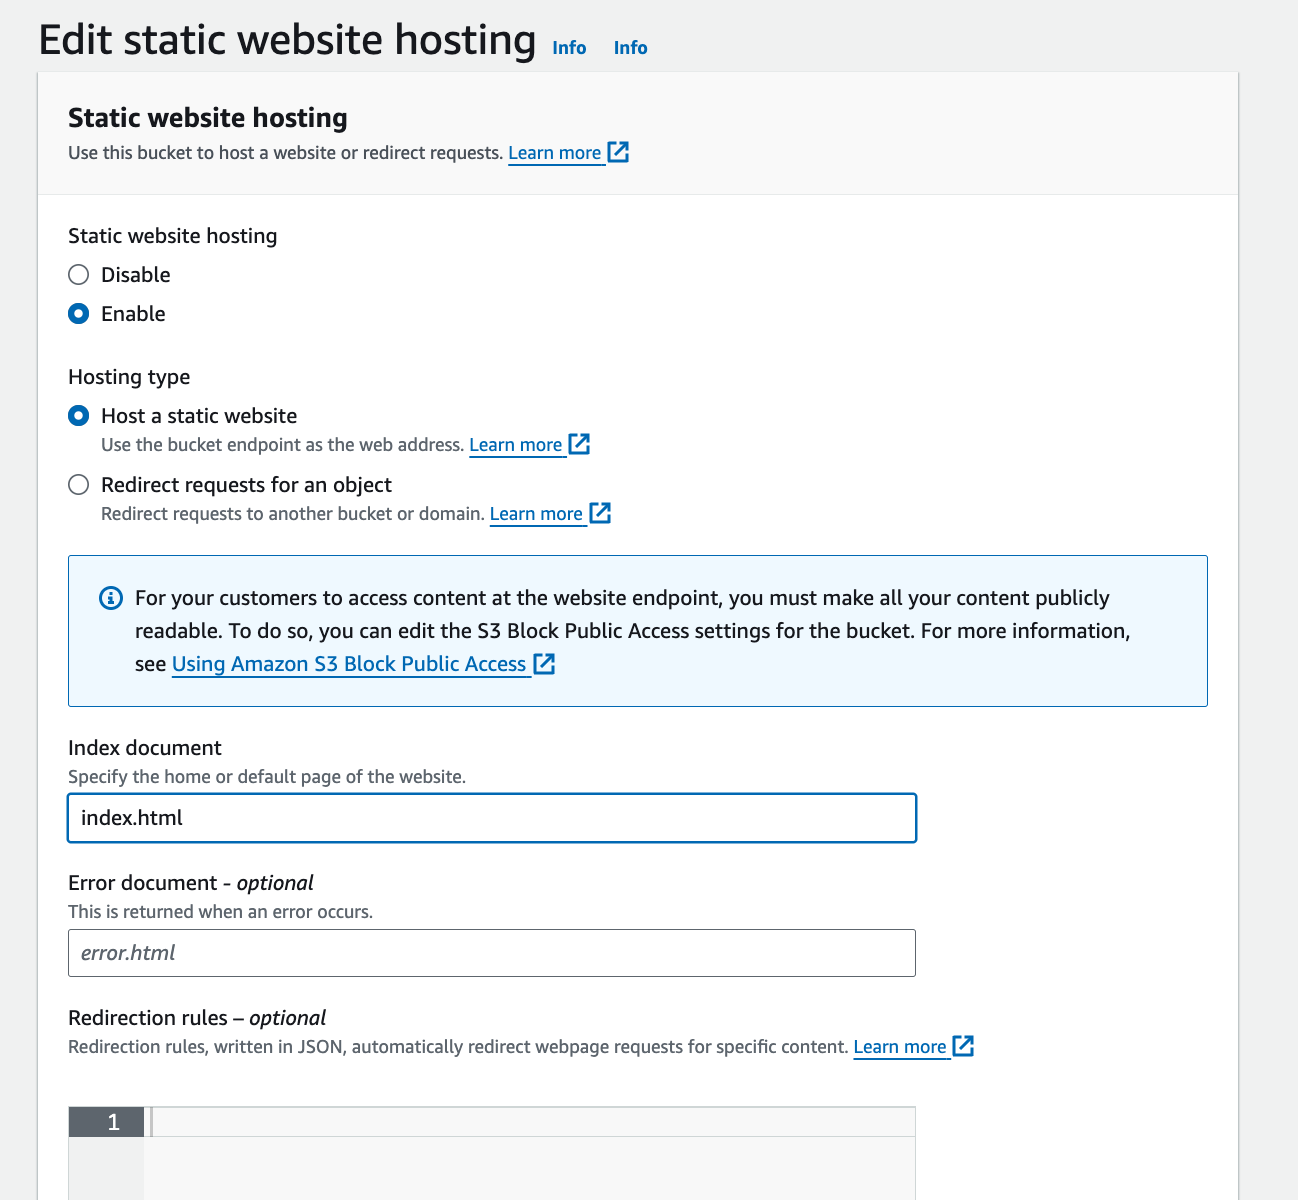 Edit static website hosting Info Info
Static website hosting
Use this bucket to host a website or redirect requests. Learn more
Static website hosting
Disable
Enable
Hosting type
Host a static website
Use the bucket endpoint as the web address. Learn more
Redirect requests for an object
Redirect requests to another bucket or domain. Learn more
For your customers to access content at the website endpoint, you must make all your content publicly
readable. To do so, you can edit the S3 Block Public Access settings for the bucket. For more information,
see Using Amazon S3 Block Public Access
Index document
Specify the home or default page of the website.
index.html
Error document - optional
This is returned when an error occurs.
error.html
Redirection rules – optional
Redirection rules, written in JSON, automatically redirect webpage requests for specific content. Learn more
1